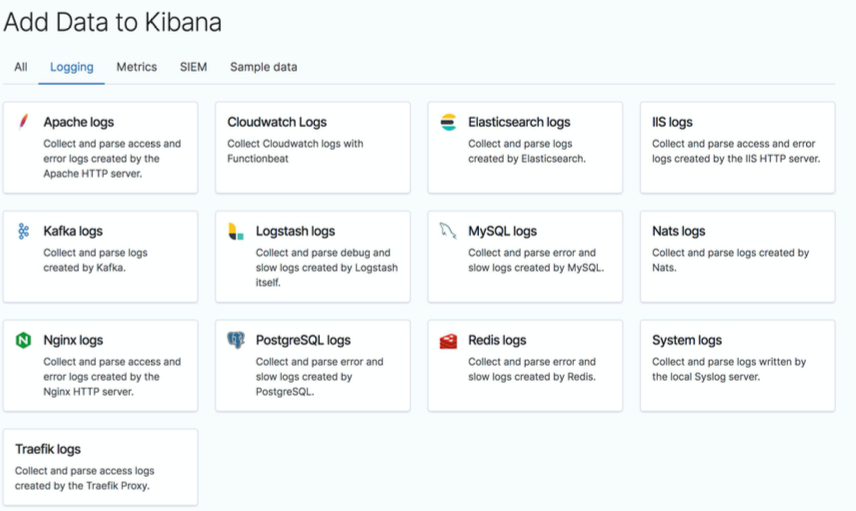 Add Data to Kibana
All Logging Metrics SIEM Sample data
Apache logs
Collect and parse access and
error logs created by the
Apache HTTP server.
Cloudwatch Logs
Collect Cloudwatch logs with
Functionbeat
Elasticsearch logs
Collect and parse logs
created by Elasticsearch.
IIS logs
Collect and parse access and error
logs created by the IIS HTTP server.
Kafka logs
Collect and parse logs
created by Kafka.
Logstash logs
Collect and parse debug and
slow logs created by Logstash
itself.
MySQL logs
Collect and parse error and
slow logs created by MySQL.
Nats logs
Collect and parse logs created by
Nats.
Nginx logs
Collect and parse access and
error logs created by the
Nginx HTTP server.
PostgreSQL logs
Collect and parse error and
slow logs created by
PostgreSQL.
Redis logs
Collect and parse error and
slow logs created by Redis.
System logs
Collect and parse logs written by
the local Syslog server.
Traefik logs
Collect and parse access logs
created by the Traefik Proxy.